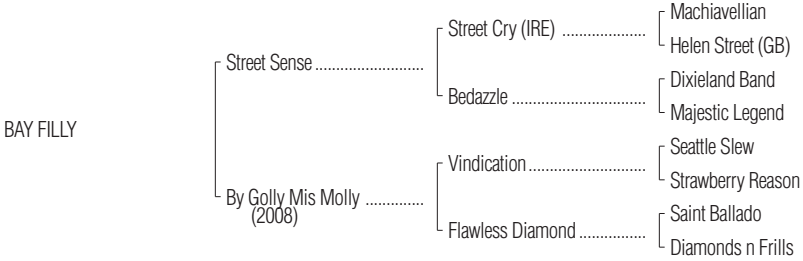 Machiavellian
Street Cry (IRE) ....................
Helen Street (GB)
Street Sense ..........................
Dixieland Band
Bedazzle ................................
Majestic Legend
BAY FILLY
Seattle Slew
Vindication............................
Strawberry Reason
By Golly Mis Molly ..............
(2008)
Saint Ballado
Flawless Diamond ................
Diamonds n Frills